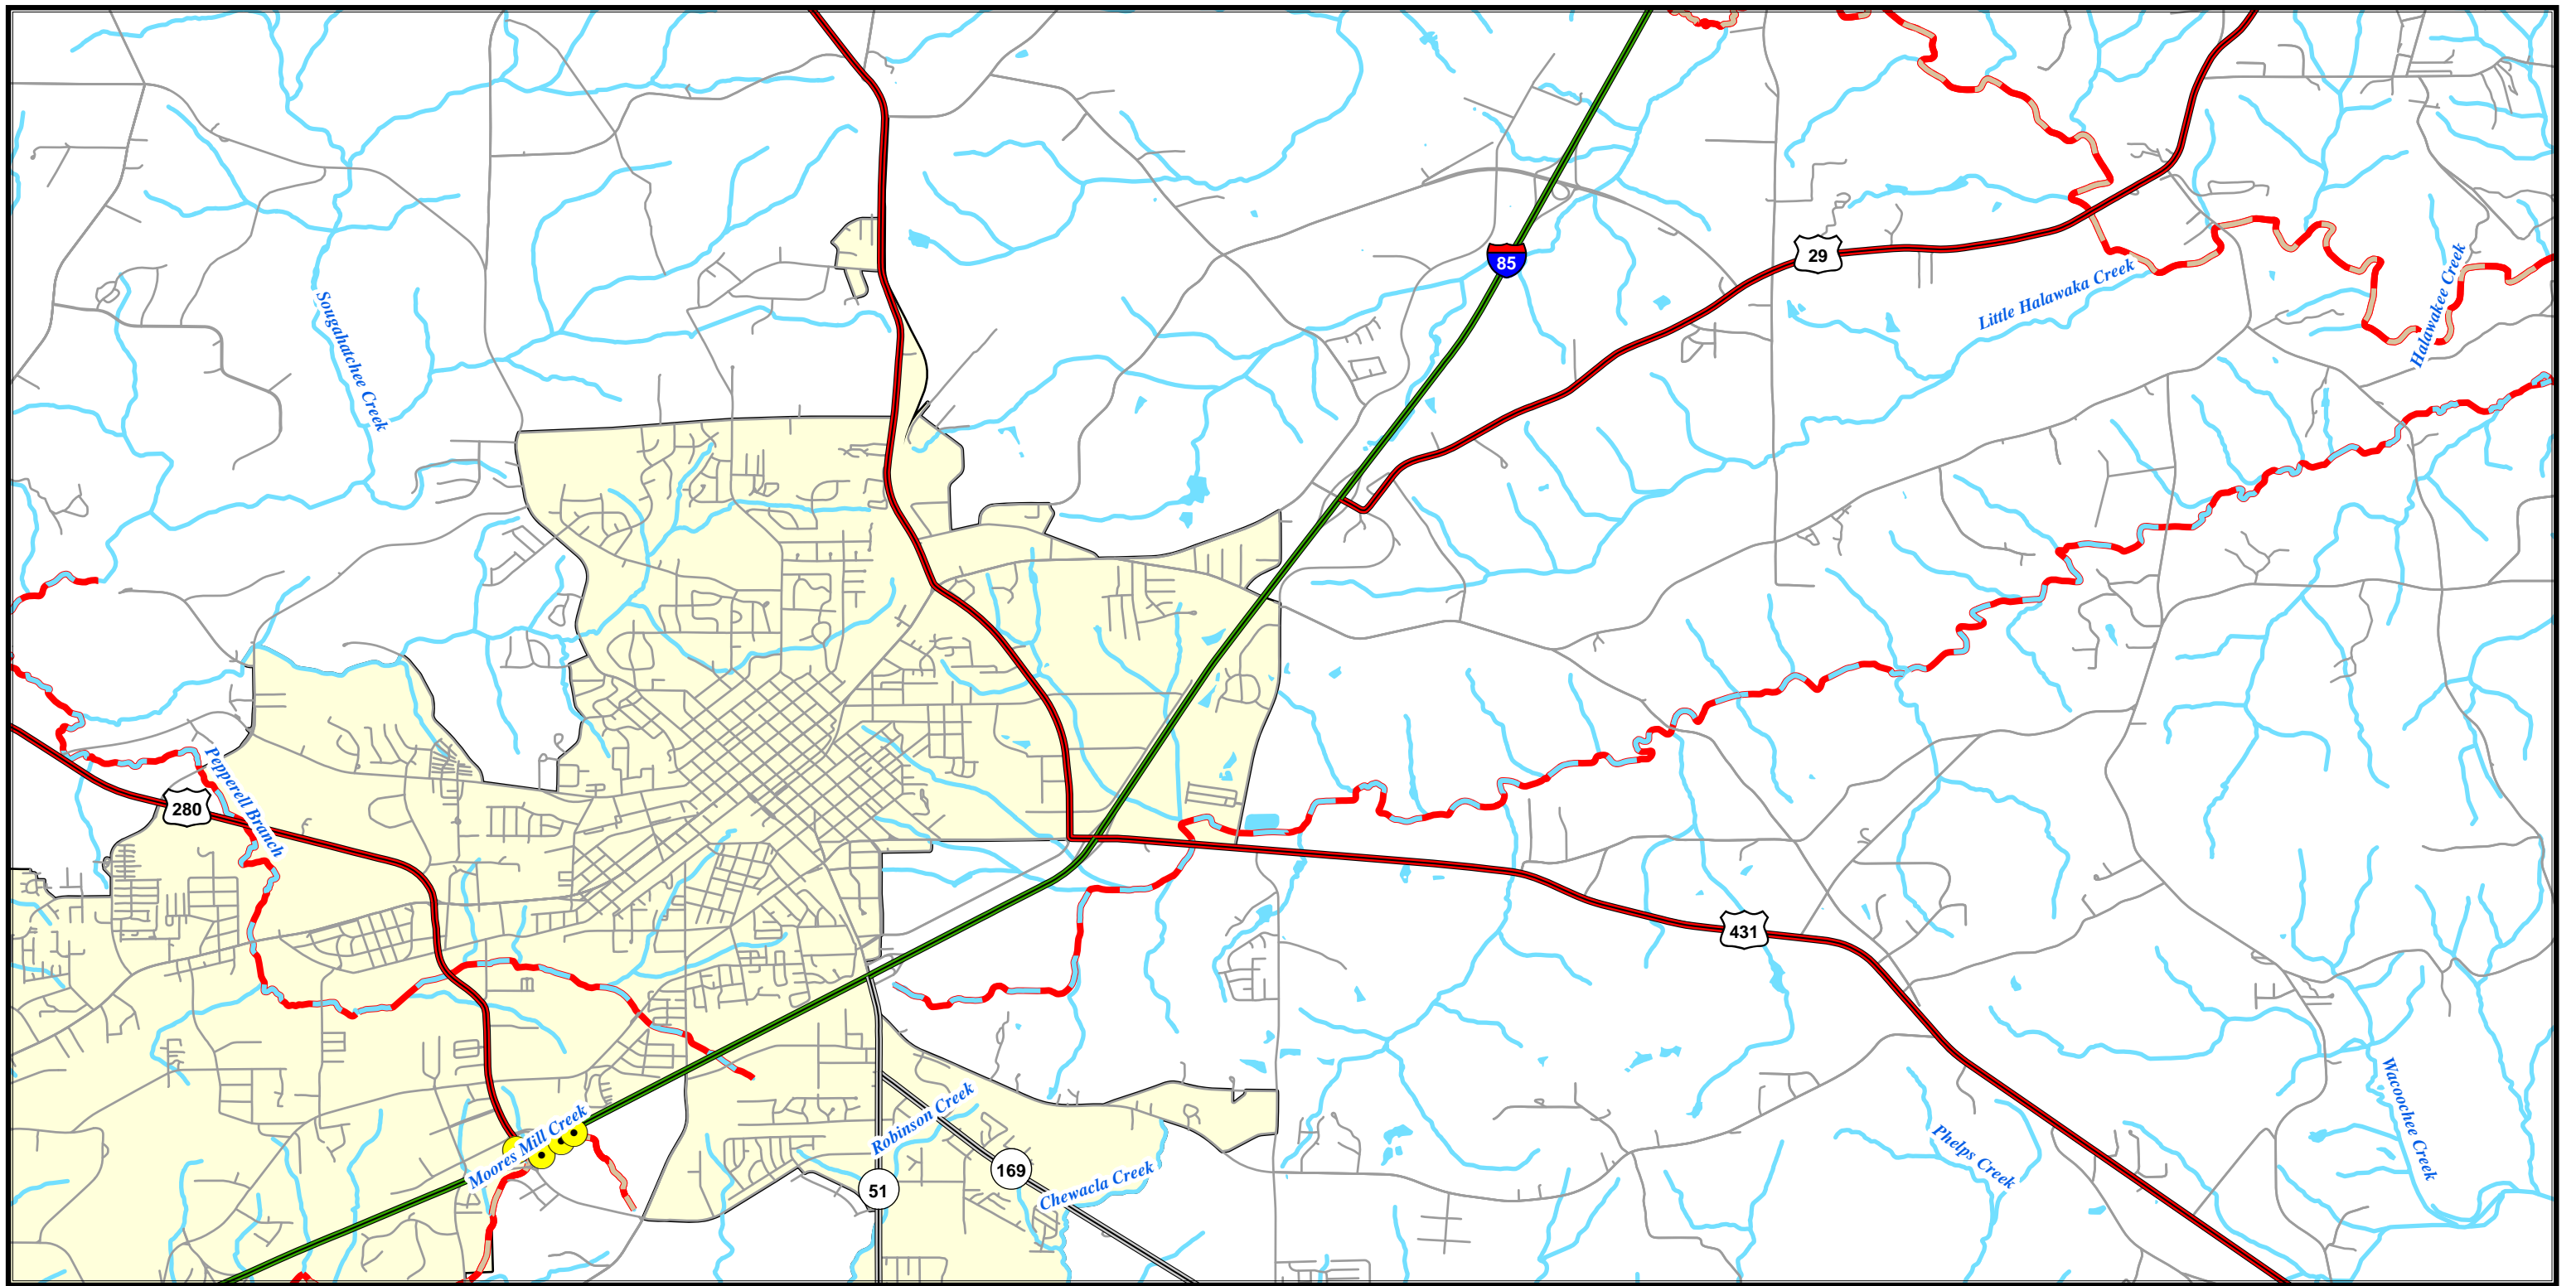 85
29
Little Halawaka Creek
Halawakee Creek
Sougahatchee Creek
280
Pepperell Branch
431
Moores Mill Creek
Robinson Creek
51
169
Chewacla Creek
Phelps Creek
Wacoochee Creek